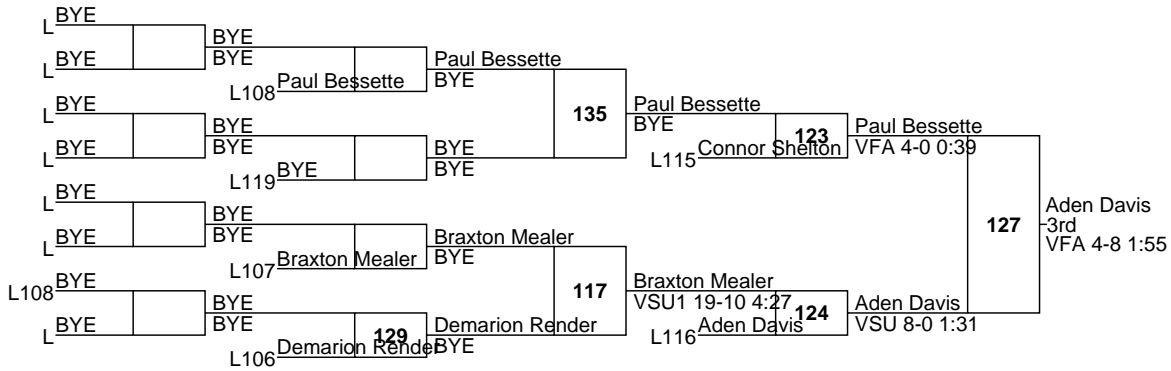 BYE
L
BYE
BYE
BYE
L
Paul Bessette
L108
Paul Bessette
BYE
BYE
L
BYE
BYE
BYE
L
BYE
L119
BYE
BYE
135
Paul Bessette
BYE
Connor Shelton
L115
123
Paul Bessette
VFA 4-0 0:39
BYE
L
BYE
BYE
BYE
L
Braxton Mealer
L107
Braxton Mealer
BYE
BYE
L108
BYE
BYE
BYE
L
129
Demarion Render
L106
Demarion Render
BYE
117
Braxton Mealer
VSU1 19-10 4:27
Aden Davis
L116
124
Aden Davis
VSU 8-0 1:31
127
Aden Davis
3rd
VFA 4-8 1:55